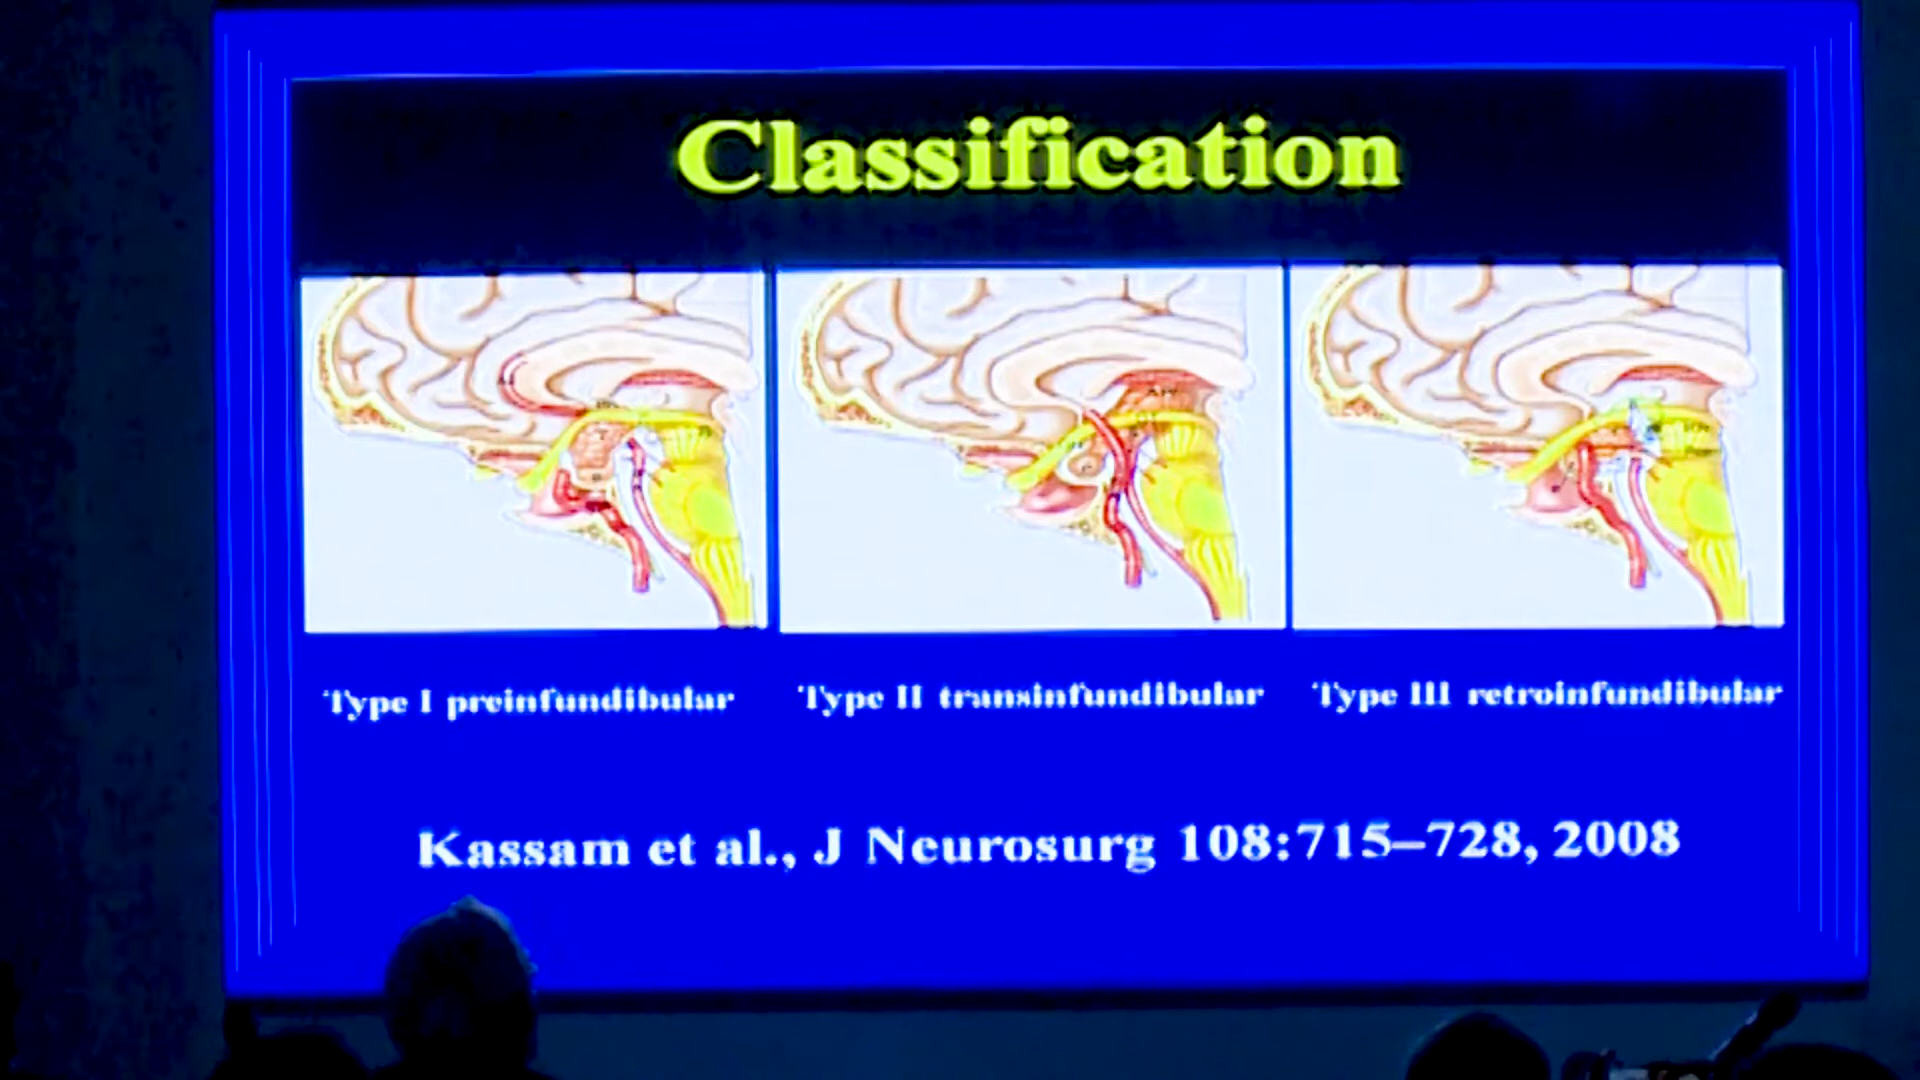 Classification
Type I preinfundibular
Type II transinfundibular
Type III retroinfundibular
Kassam et al., J Neurosurg 108:715–728, 2008